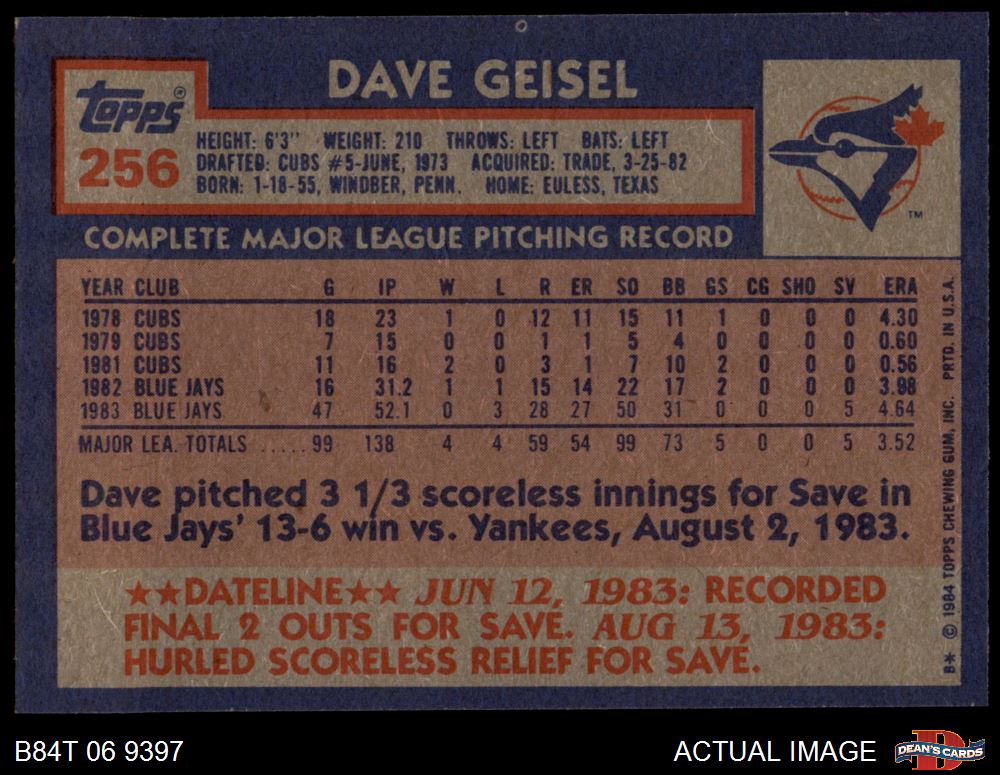 DAVE GEISEL
Topps®
256
HEIGHT: 6'3" WEIGHT: 210 THROWS: LEFT BATS: LEFT
DRAFTED: CUBS #5-JUNE, 1973 ACQUIRED: TRADE, 3-25-82
BORN: 1-18-55, WINDBER, PENN. HOME: EULESS, TEXAS
TM
COMPLETE MAJOR LEAGUE PITCHING RECORD
YEAR CLUB G IP W L R ER SO BB GS CG SHO SV ERA
1978 CUBS 18 23 1 0 12 11 15 11 1 0 0 0 4.30
1979 CUBS 7 15 0 0 1 1 5 4 0 0 0 0 0.60
1981 CUBS 11 16 2 0 3 1 7 10 2 0 0 0 0.56
1982 BLUE JAYS 16 31.2 1 1 15 14 22 17 2 0 0 0 3.98
1983 BLUE JAYS 47 52.1 0 3 28 27 50 31 0 0 0 5 4.64
MAJOR LEA. TOTALS ..... 99 138 4 4 59 54 99 73 5 0 0 5 3.52
Dave pitched 3 1/3 scoreless innings for Save in
Blue Jays' 13-6 win vs. Yankees, August 2, 1983.
★★DATELINE★★ JUN 12, 1983: RECORDED
FINAL 2 OUTS FOR SAVE. AUG 13, 1983:
HURLED SCORELESS RELIEF FOR SAVE.
B* © 1984 TOPPS CHEWING GUM, INC. PRTD. IN U.S.A.
B84T 06 9397
ACTUAL IMAGE
DEAN'S CARDS